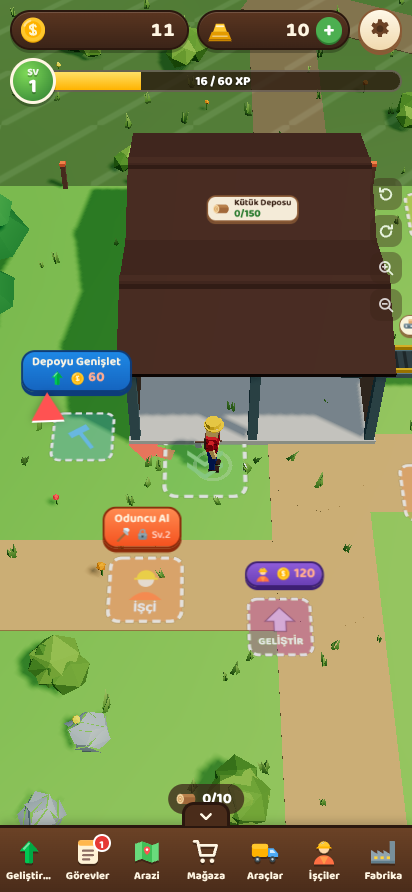 11
10
SV
1
16 / 60 XP
Kütük Deposu
0/150
Depoyu Genişlet
60
Oduncu Al
Sv.2
İŞÇİ
120
GELİŞTİR
0/10
1
Geliştir...
Görevler
Arazi
Mağaza
Araçlar
İşçiler
Fabrika